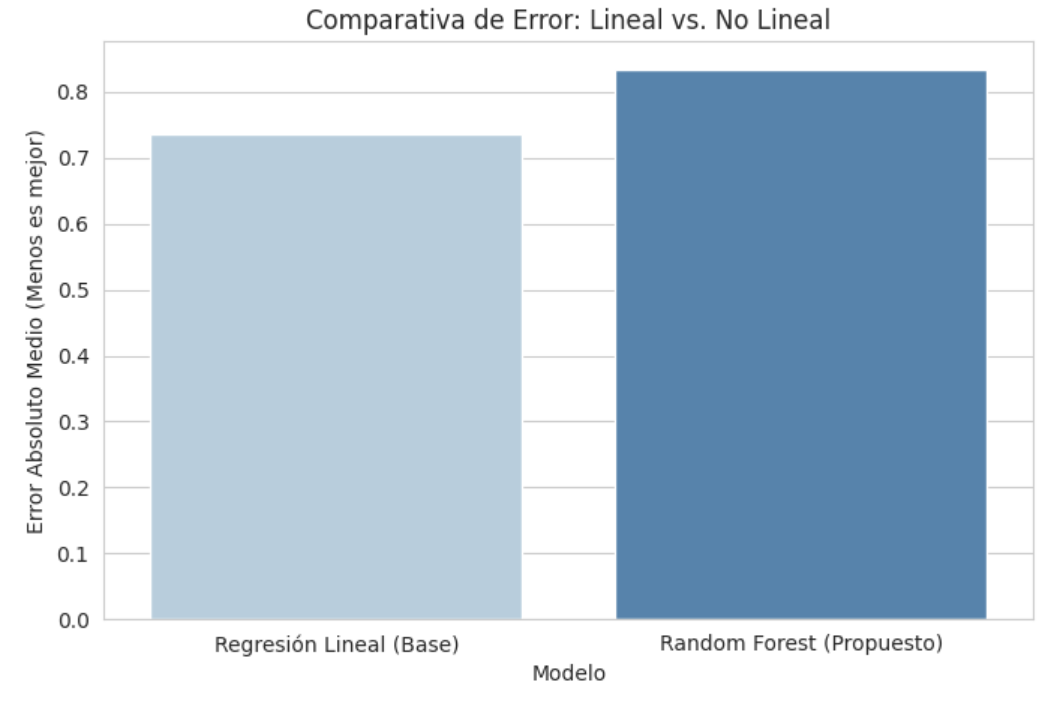 Comparativa de Error: Lineal vs. No Lineal
Error Absoluto Medio (Menos es mejor)
0.8
0.7
0.6
0.5
0.4
0.3
0.2
0.1
0.0
Regresión Lineal (Base)
Random Forest (Propuesto)
Modelo